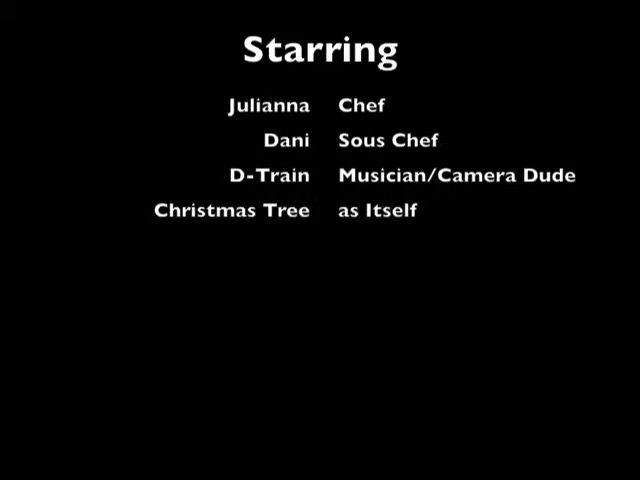 Starring
Julianna Chef
Dani Sous Chef
D-Train Musician/Camera Dude
Christmas Tree as Itself